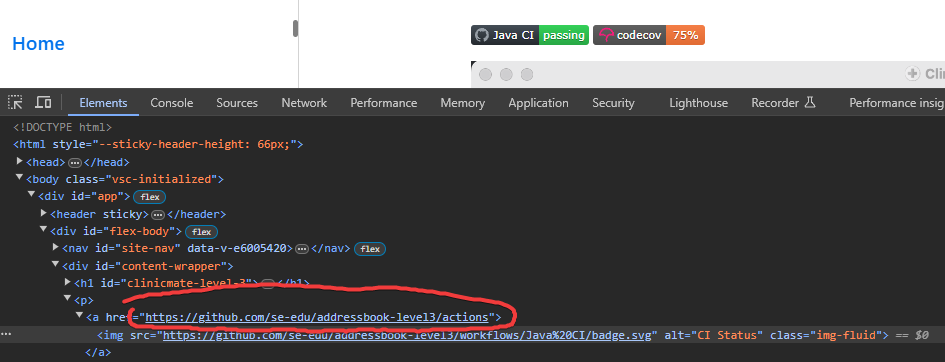 Home
Java CI passing codecov 75%
Clin
Elements Console Sources Network Performance Memory Application Security Lighthouse Recorder Performance insig
<!DOCTYPE html>
<html style="--sticky-header-height: 66px;">
<head> ⋯ </head>
<body class="vsc-initialized">
<div id="app"> flex
<header sticky> ⋯ </header>
<div id="flex-body"> flex
<nav id="site-nav" data-v-e6005420> ⋯ </nav> flex
<div id="content-wrapper">
<h1 id="clinicmate-level-3"> ⋯ </h1>
<p>
<a href="https://github.com/se-edu/addressbook-level3/actions">
<img src="https://github.com/se-edu/addressbook-level3/workflows/Java%20CI/badge.svg" alt="CI Status" class="img-fluid"> == $0
</a>